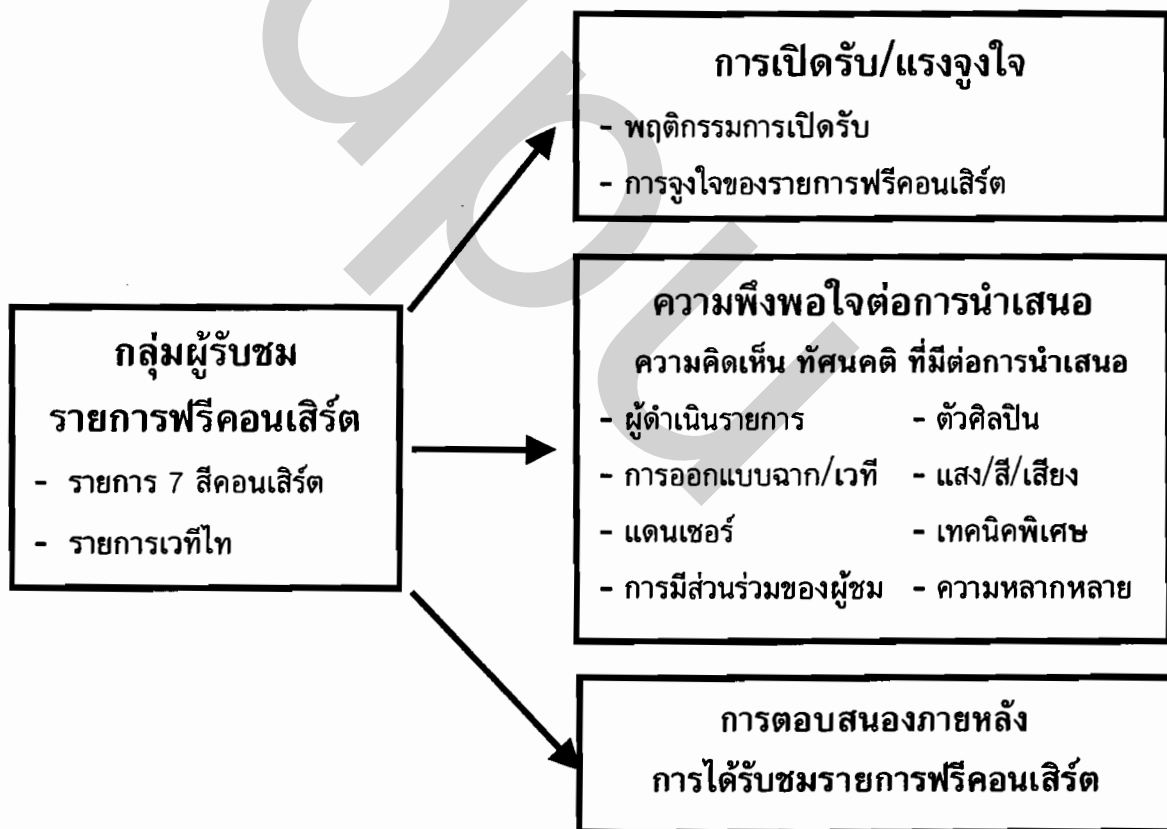 การเปิดรับ/แรงจูงใจ
- พฤติกรรมการเปิดรับ
- การจูงใจของรายการฟรีคอนเสิร์ต
กลุ่มผู้รับชม
รายการฟรีคอนเสิร์ต
- รายการ 7 สีคอนเสิร์ต
- รายการเวทีไท
ความพึงพอใจต่อการนำเสนอ
ความคิดเห็น ทัศนคติ ที่มีต่อการนำเสนอ
- ผู้ดำเนินรายการ - ตัวศิลปิน
- การออกแบบฉาก/เวที - แสง/สี/เสียง
- แดนเซอร์ - เทคนิคพิเศษ
- การมีส่วนร่วมของผู้ชม - ความหลากหลาย
การตอบสนองภายหลัง
การได้รับชมรายการฟรีคอนเสิร์ต
dpu